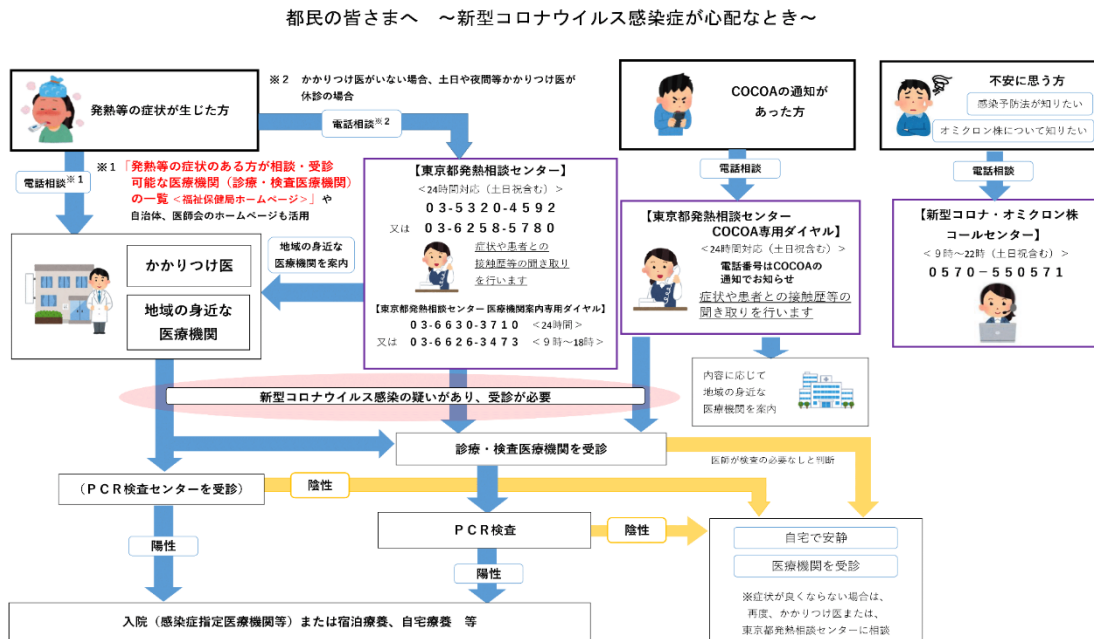 都民の皆さまへ　～新型コロナウイルス感染症が心配なとき～
発熱等の症状が生じた方
※２　かかりつけ医がいない場合、土日や夜間等かかりつけ医が
休診の場合
電話相談※2
COCOAの通知が
あった方
不安に思う方
感染予防法が知りたい
オミクロン株について知りたい
電話相談※1
※１「発熱等の症状のある方が相談・受診
可能な医療機関（診療・検査医療機関）
の一覧＜福祉保健局ホームページ＞」や
自治体、医師会のホームページも活用
【東京都発熱相談センター】
＜24時間対応（土日祝含む）＞
03-5320-4592
又は　03-6258-5780
症状や患者との
接触歴等の聞き取り
を行います
【東京都発熱相談センター 医療機関案内専用ダイヤル】
03-6630-3710　＜24時間＞
又は　03-6626-3473　＜９時～18時＞
電話相談
【東京都発熱相談センター
COCOA専用ダイヤル】
＜24時間対応（土日祝含む）＞
電話番号はCOCOAの
通知でお知らせ
症状や患者との接触歴等の
聞き取りを行います
電話相談
【新型コロナ・オミクロン株
コールセンター】
＜９時～22時（土日祝含む）＞
0570－550571
地域の身近な
医療機関を案内
かかりつけ医
地域の身近な
医療機関
内容に応じて
地域の身近な
医療機関を案内
新型コロナウイルス感染の疑いがあり、受診が必要
診療・検査医療機関を受診
医師が検査の必要なしと判断
（ＰＣＲ検査センターを受診）
陰性
ＰＣＲ検査
陰性
自宅で安静
医療機関を受診
※症状が良くならない場合は、
再度、かかりつけ医または、
東京都発熱相談センターに相談
陽性
陽性
入院（感染症指定医療機関等）または宿泊療養、自宅療養　等